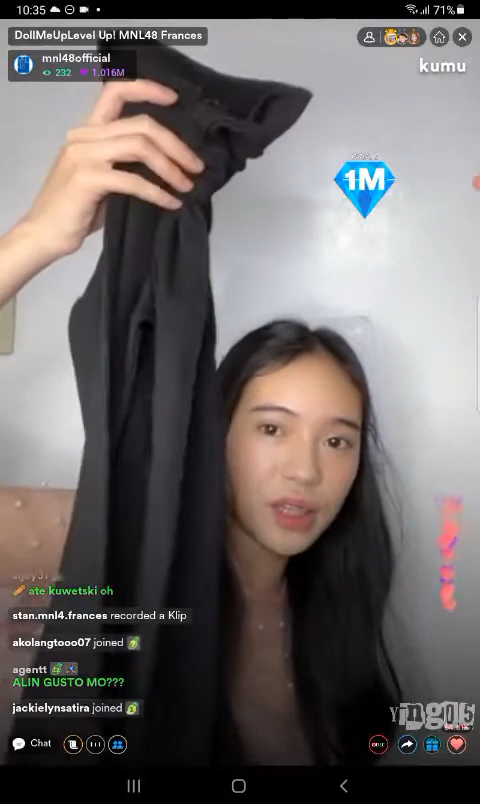 10:35
71%
DollMeUpLevel Up! MNL48 Frances
mnl48official
232 1.016M
kumu
1M
ate kuwetski oh
stan.mnl4.frances recorded a Klip
akolangtooo07 joined
agentt
ALIN GUSTO MO???
jackielynsatira joined
Chat